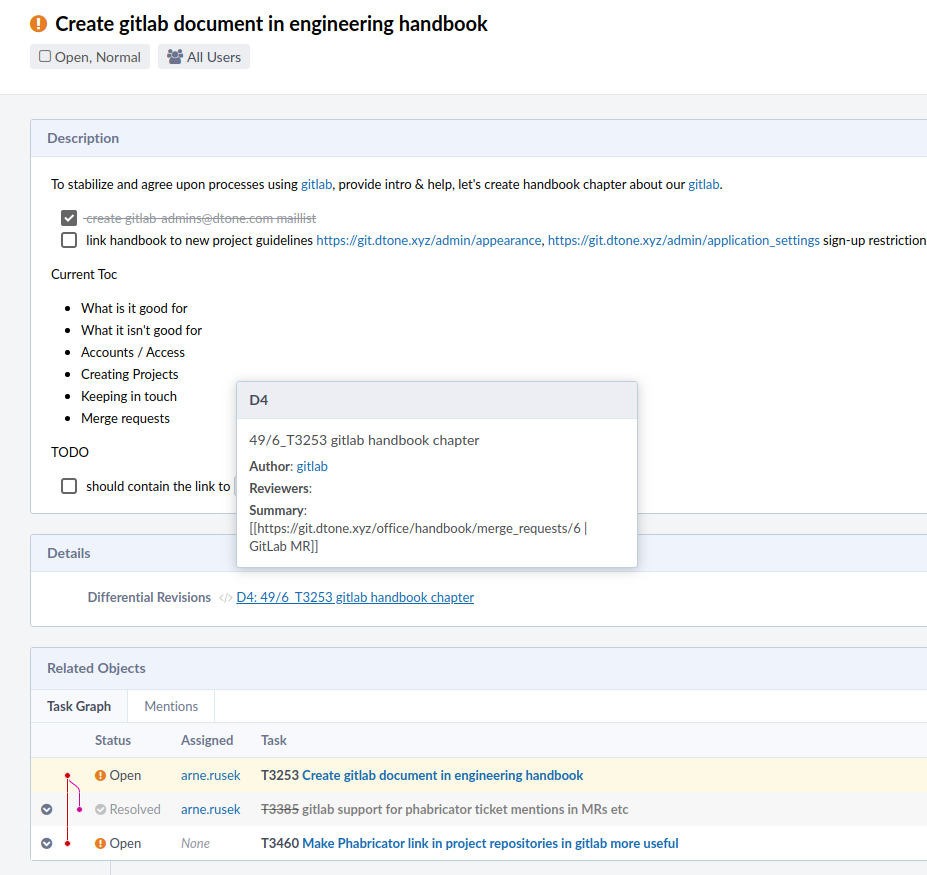 Create gitlab document in engineering handbook
Open, Normal
All Users
Description
To stabilize and agree upon processes using gitlab, provide intro & help, let's create handbook chapter about our gitlab.
create gitlab-admins@dtone.com maillist
link handbook to new project guidelines https://git.dtone.xyz/admin/appearance, https://git.dtone.xyz/admin/application_settings sign-up restriction
Current Toc
What is it good for
What it isn't good for
Accounts / Access
Creating Projects
Keeping in touch
Merge requests
TODO
should contain the link to
D4
49/6_T3253 gitlab handbook chapter
Author: gitlab
Reviewers:
Summary:
[[https://git.dtone.xyz/office/handbook/merge_requests/6 |
GitLab MR]]
Details
Differential Revisions </> D4: 49/6_T3253 gitlab handbook chapter
Related Objects
Task Graph
Mentions
Status Assigned Task
Open arne.rusek T3253 Create gitlab document in engineering handbook
Resolved arne.rusek T3385 gitlab support for phabricator ticket mentions in MRs etc
Open None T3460 Make Phabricator link in project repositories in gitlab more useful